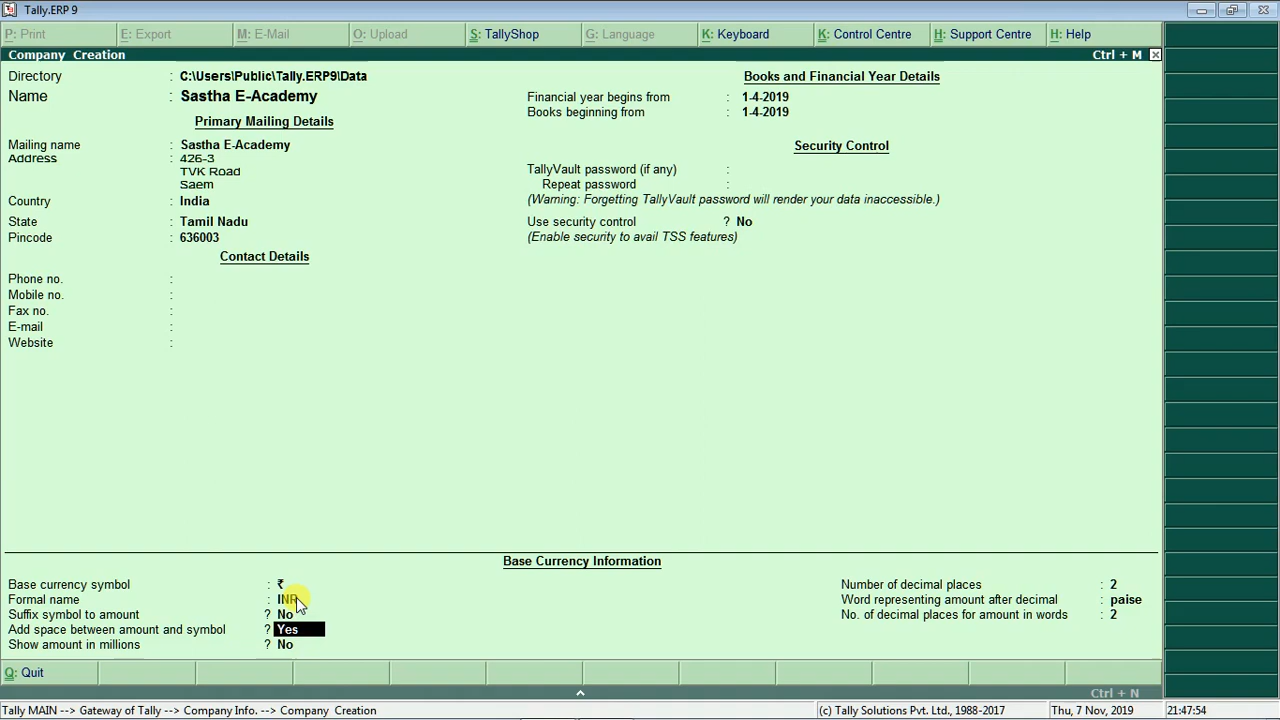 Tally.ERP 9
P: Print E: Export M: E-Mail O: Upload S: TallyShop G: Language K: Keyboard K: Control Centre H: Support Centre H: Help
Company Creation Ctrl + M
Directory : C:\Users\Public\Tally.ERP9\Data
Name : Sastha E-Academy
Primary Mailing Details
Mailing name : Sastha E-Academy
Address : 426-3
TVK Road
Saem
Country : India
State : Tamil Nadu
Pincode : 636003
Contact Details
Phone no. :
Mobile no. :
Fax no. :
E-mail :
Website :
Books and Financial Year Details
Financial year begins from : 1-4-2019
Books beginning from : 1-4-2019
Security Control
TallyVault password (if any) :
Repeat password :
(Warning: Forgetting TallyVault password will render your data inaccessible.)
Use security control ? No
(Enable security to avail TSS features)
Base Currency Information
Base currency symbol : ₹
Formal name : INR
Suffix symbol to amount ? No
Add space between amount and symbol ? Yes
Show amount in millions ? No
Number of decimal places : 2
Word representing amount after decimal : paise
No. of decimal places for amount in words : 2
Q: Quit
Ctrl + N
Tally MAIN --> Gateway of Tally --> Company Info. --> Company Creation (c) Tally Solutions Pvt. Ltd., 1988-2017 Thu, 7 Nov, 2019 21:47:54